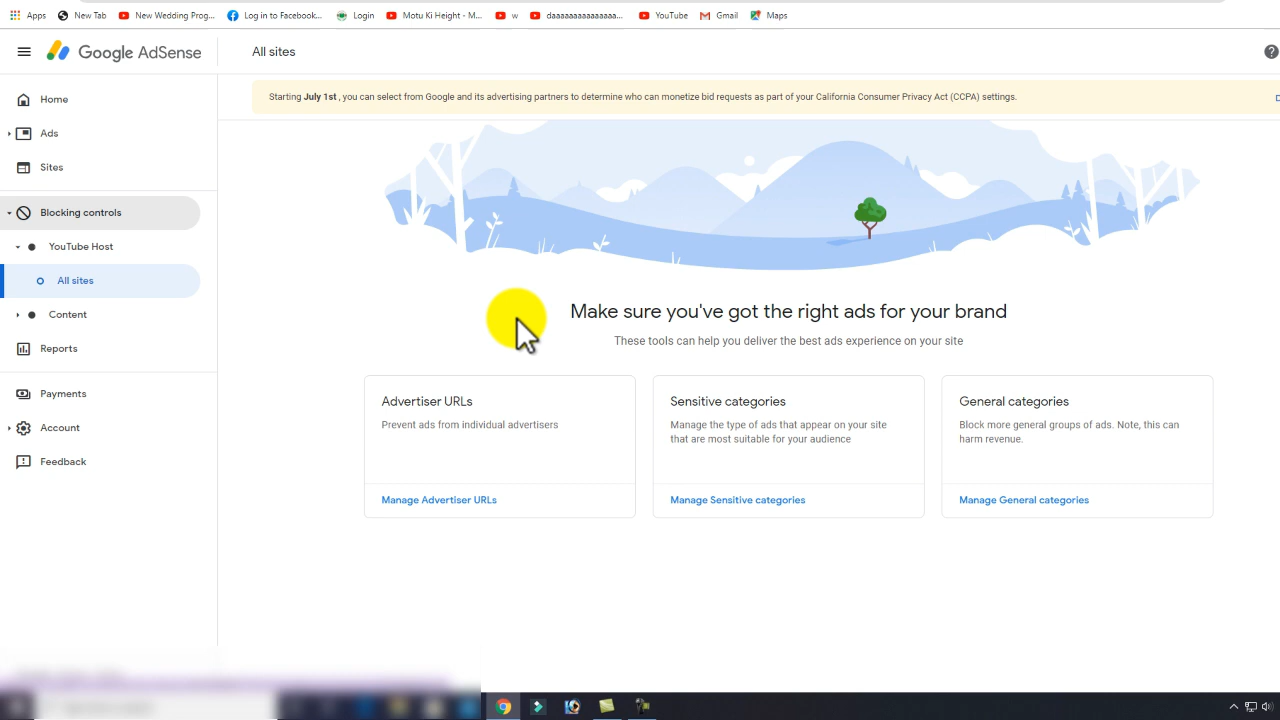 Apps New Tab New Wedding Prog... Log in to Facebook... Login Motu Ki Height - M... w daaaaaaaaaaaaaaa... YouTube Gmail Maps
Google AdSense All sites
Starting July 1st , you can select from Google and its advertising partners to determine who can monetize bid requests as part of your California Consumer Privacy Act (CCPA) settings.
Home
Ads
Sites
Blocking controls
YouTube Host
All sites
Content
Reports
Payments
Account
Feedback
Make sure you've got the right ads for your brand
These tools can help you deliver the best ads experience on your site
Advertiser URLs
Prevent ads from individual advertisers
Manage Advertiser URLs
Sensitive categories
Manage the type of ads that appear on your site
that are most suitable for your audience
Manage Sensitive categories
General categories
Block more general groups of ads. Note, this can
harm revenue.
Manage General categories